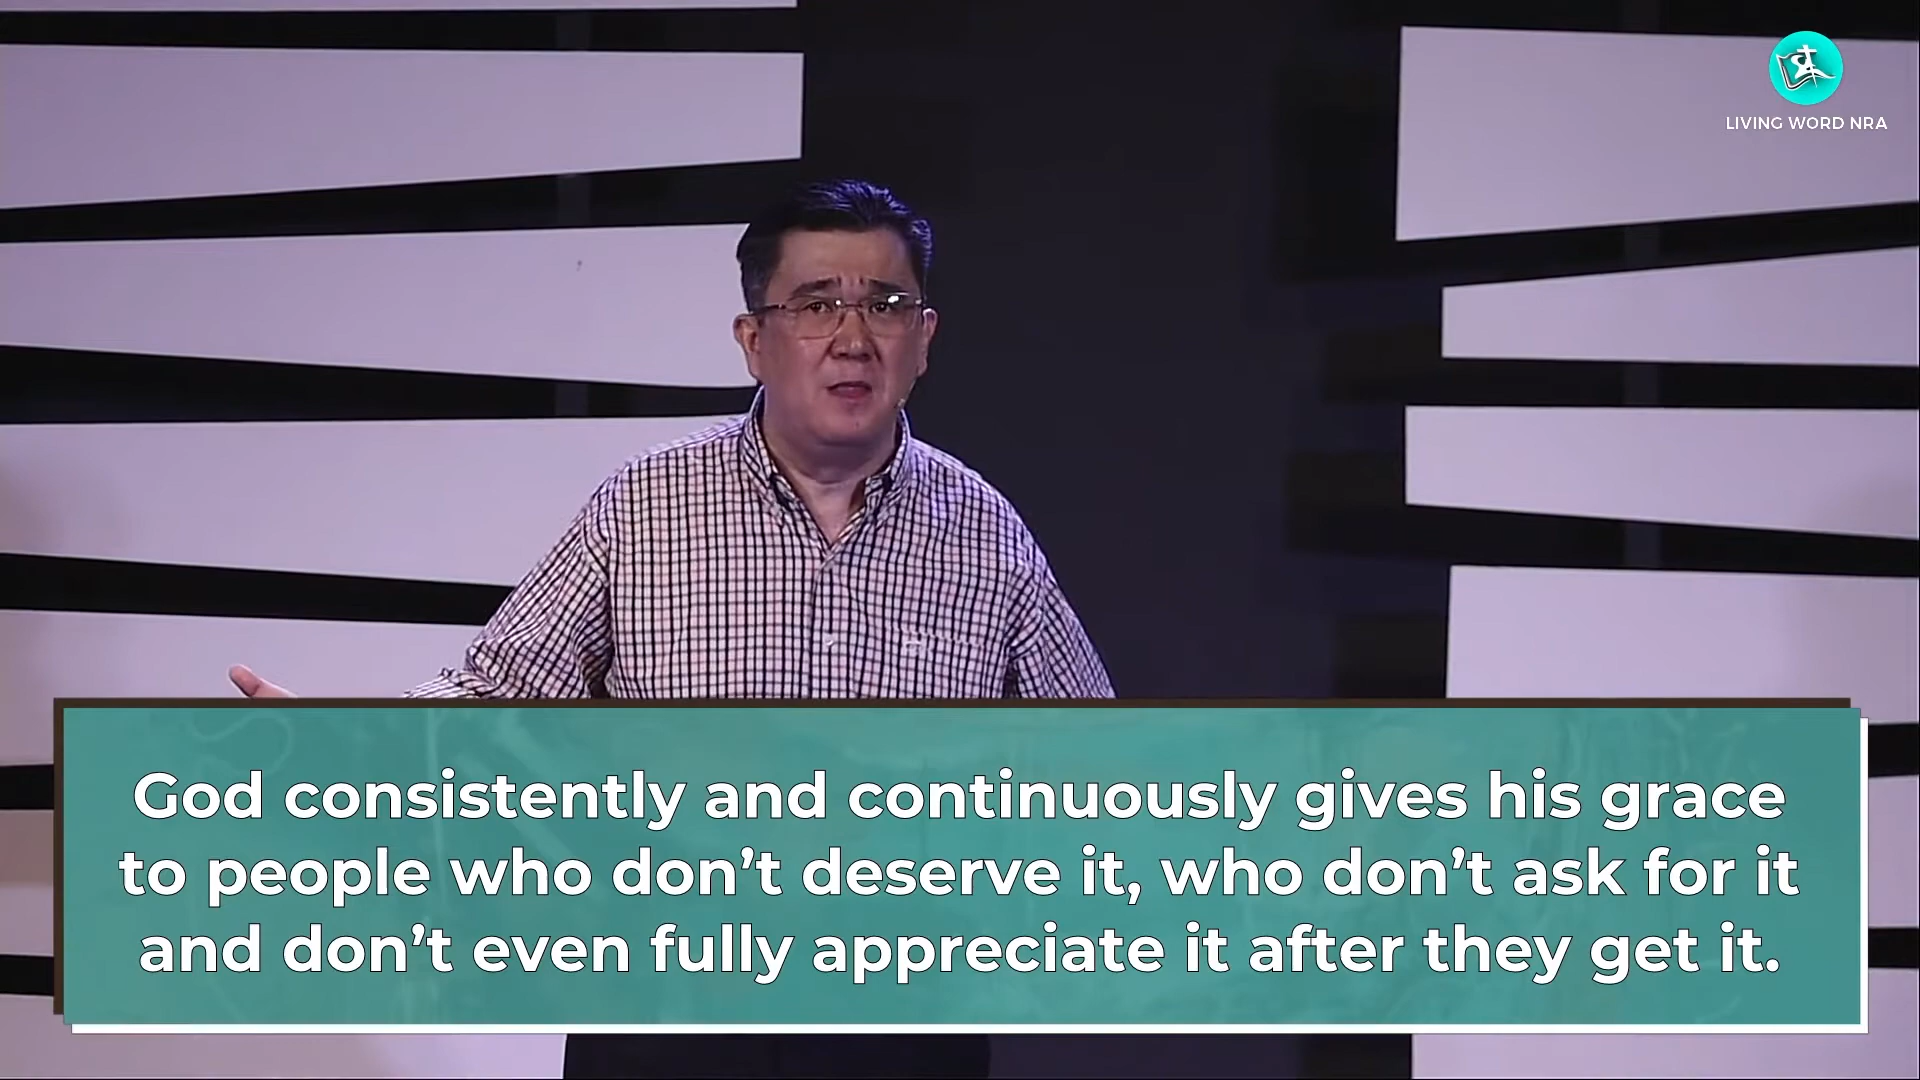 LIVING WORD NRA
God consistently and continuously gives his grace
to people who don’t deserve it, who don’t ask for it
and don’t even fully appreciate it after they get it.